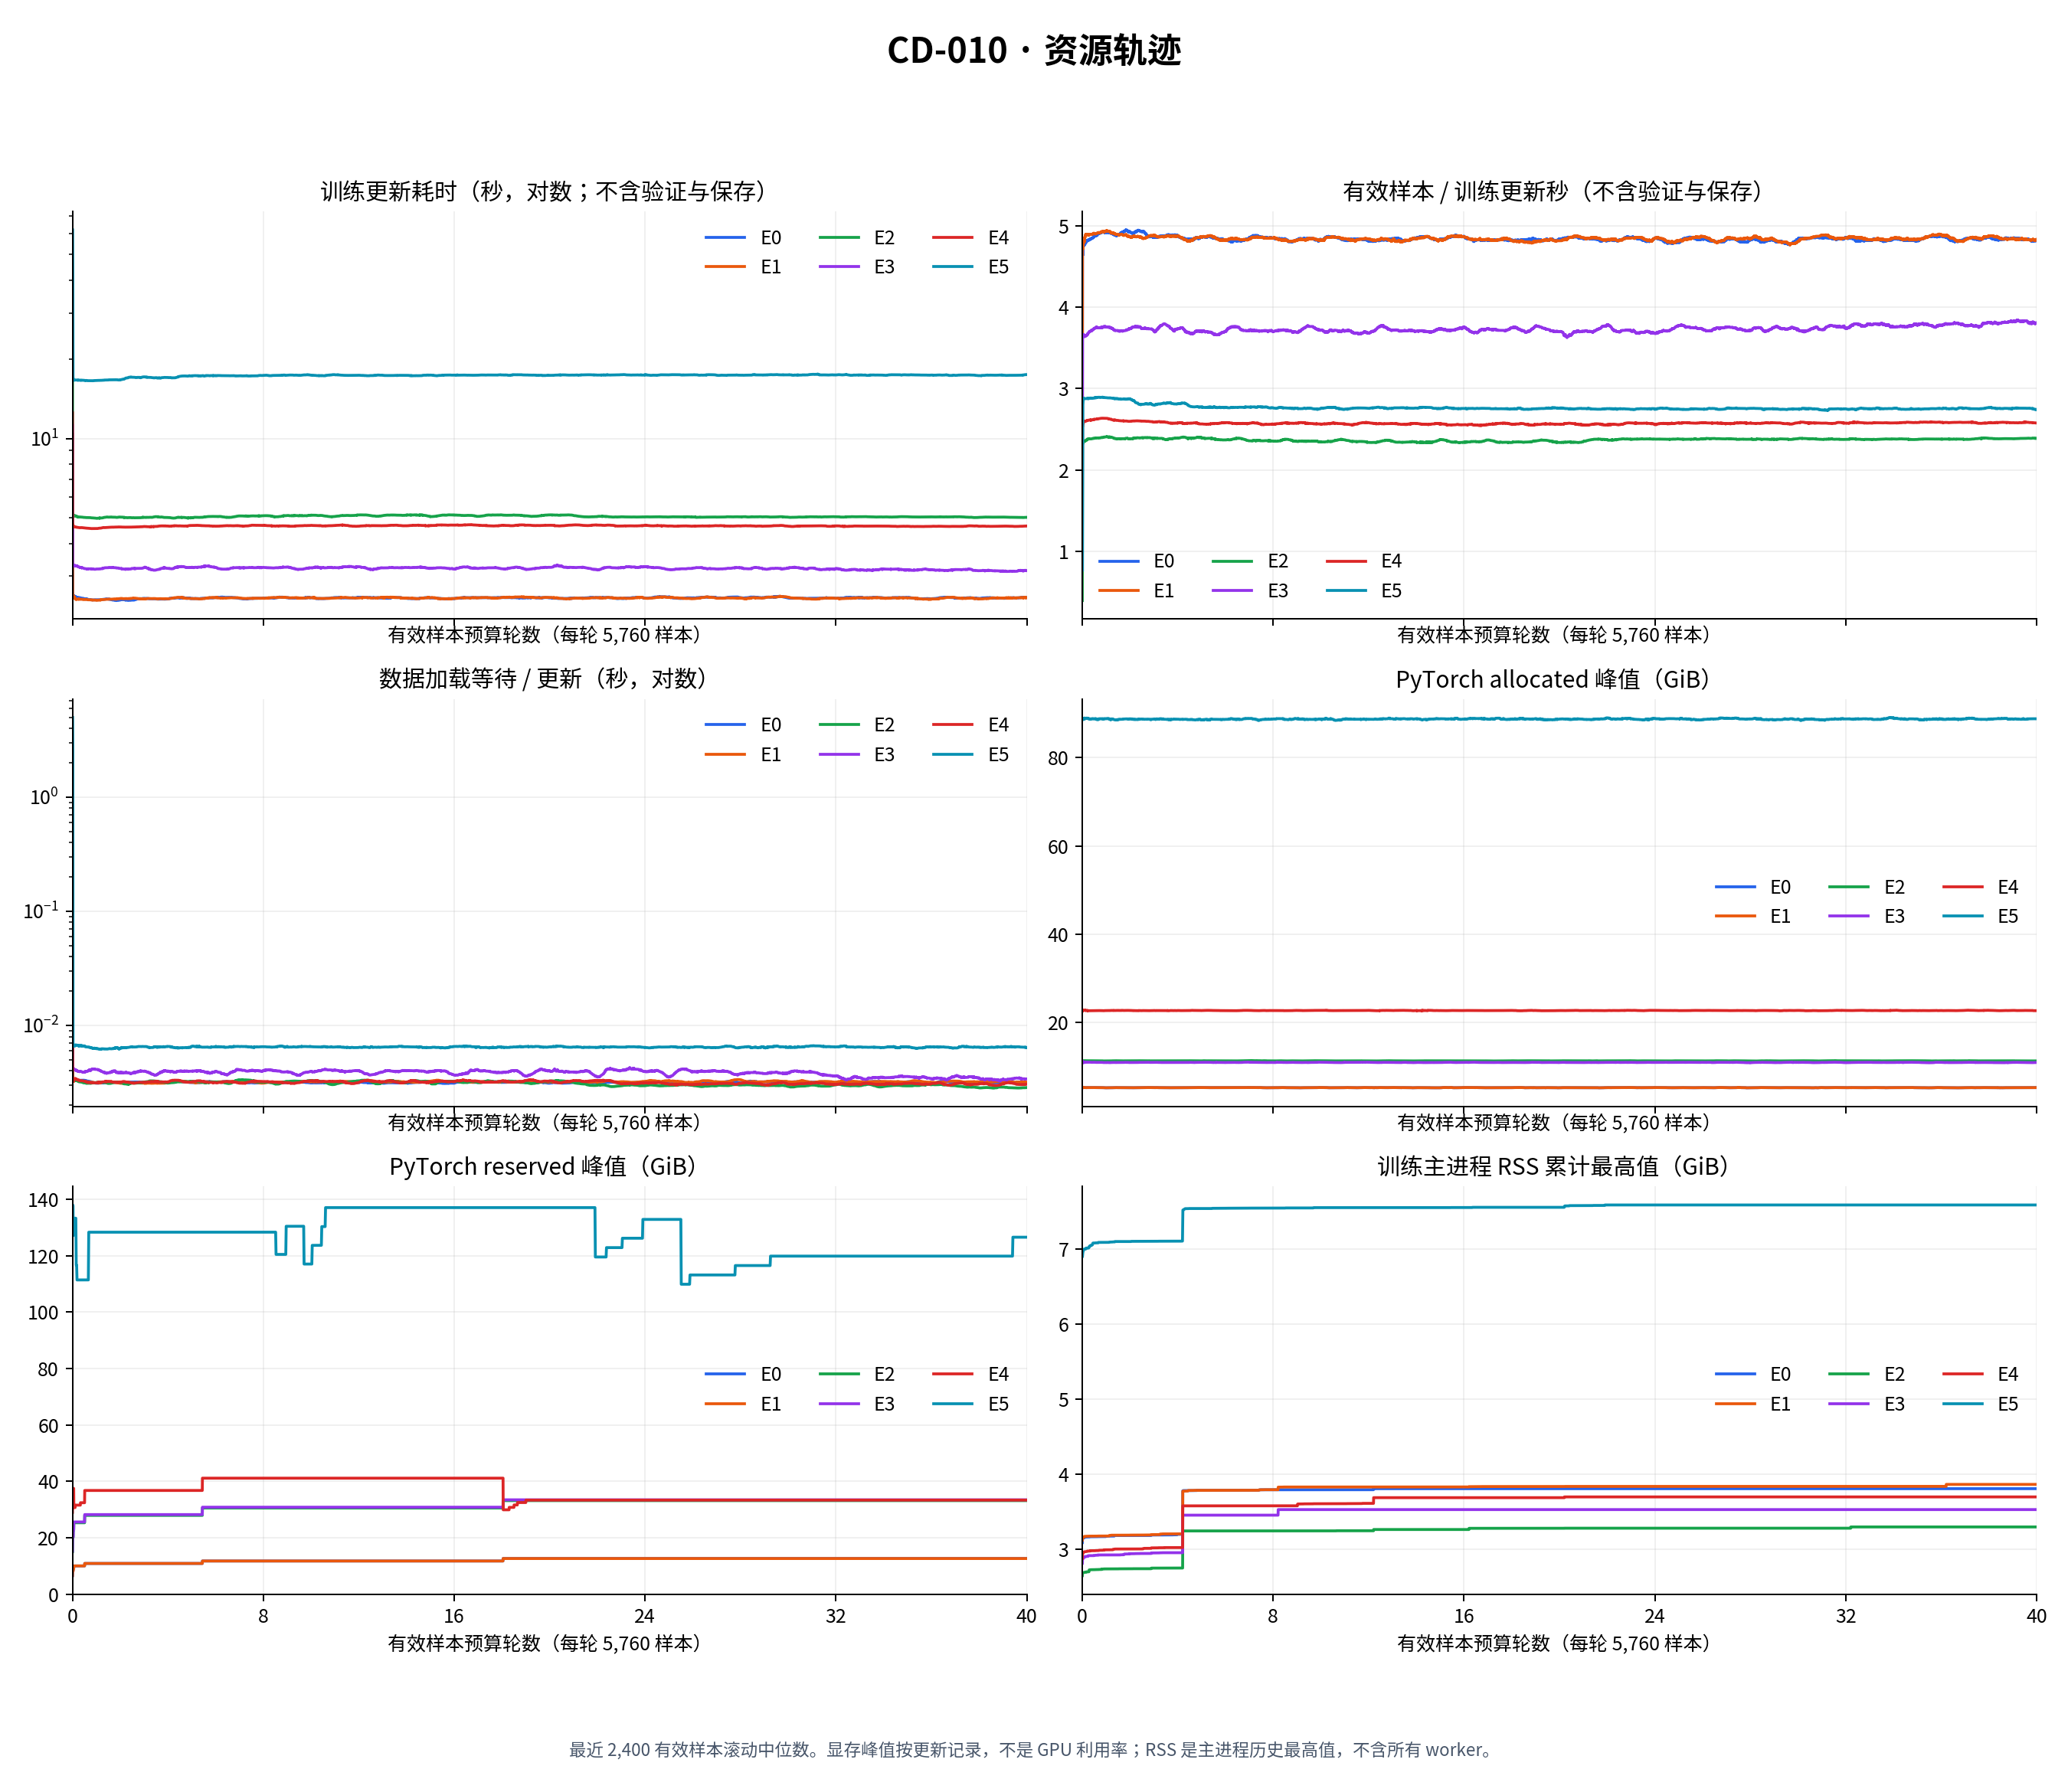 CD-010 · 资源轨迹
训练更新耗时（秒，对数；不含验证与保存）
E0 E2 E4
E1 E3 E5
10¹
有效样本预算轮数（每轮 5,760 样本）
有效样本 / 训练更新秒（不含验证与保存）
5
4
3
2
1
E0 E2 E4
E1 E3 E5
有效样本预算轮数（每轮 5,760 样本）
数据加载等待 / 更新（秒，对数）
E0 E2 E4
E1 E3 E5
10⁰
10⁻¹
10⁻²
有效样本预算轮数（每轮 5,760 样本）
PyTorch allocated 峰值（GiB）
80
60
40
20
E0 E2 E4
E1 E3 E5
有效样本预算轮数（每轮 5,760 样本）
PyTorch reserved 峰值（GiB）
140
120
100
80
60
40
20
0
E0 E2 E4
E1 E3 E5
0 8 16 24 32 40
有效样本预算轮数（每轮 5,760 样本）
训练主进程 RSS 累计最高值（GiB）
7
6
5
4
3
E0 E2 E4
E1 E3 E5
0 8 16 24 32 40
有效样本预算轮数（每轮 5,760 样本）
最近 2,400 有效样本滚动中位数。显存峰值按更新记录，不是 GPU 利用率；RSS 是主进程历史最高值，不含所有 worker。